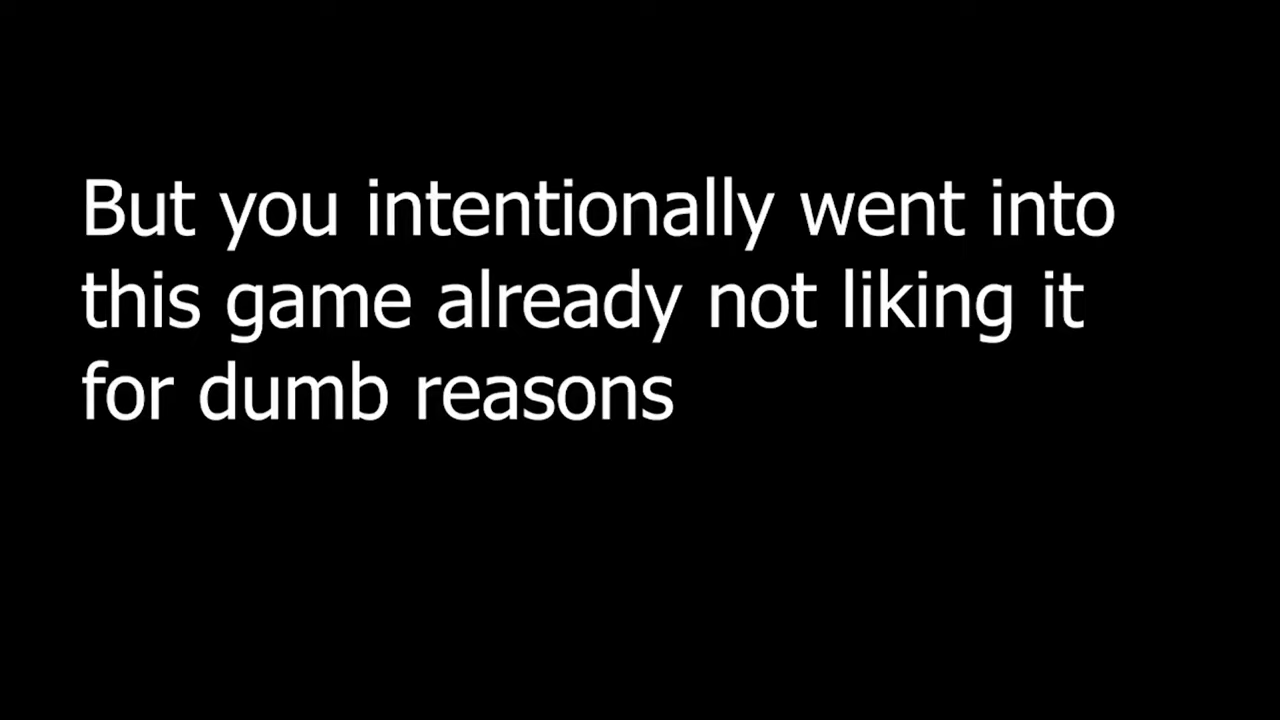 But you intentionally went into
this game already not liking it
for dumb reasons